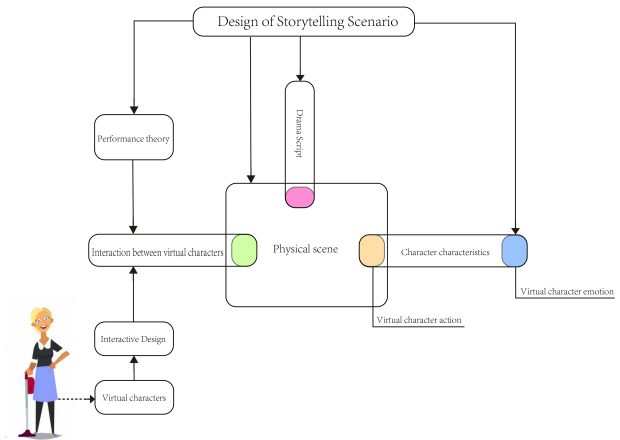 Design of Storytelling Scenario
Performance theory
Drama Script
Interaction between virtual characters
Physical scene
Character characteristics
Virtual character emotion
Virtual character action
Interactive Design
Virtual characters